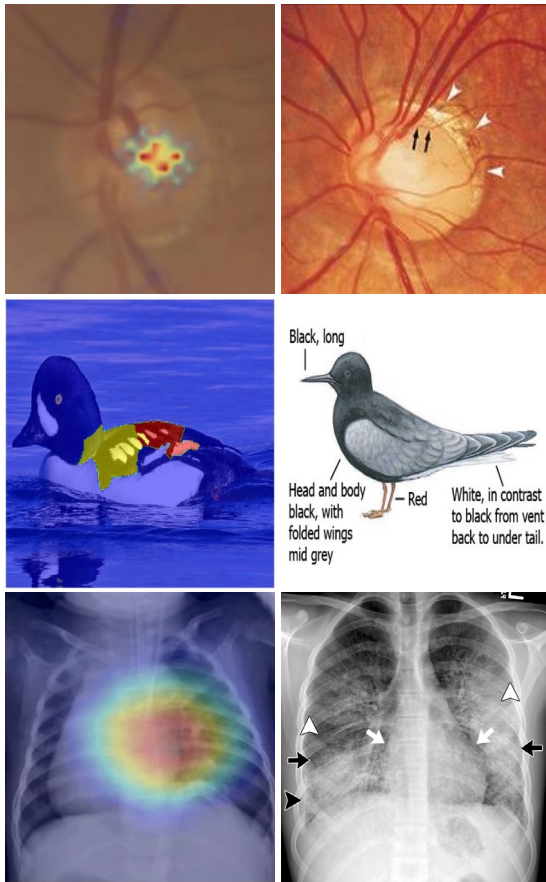 Black, long
Head and body
black, with
folded wings
mid grey
Red
White, in contrast
to black from vent
back to under tail.